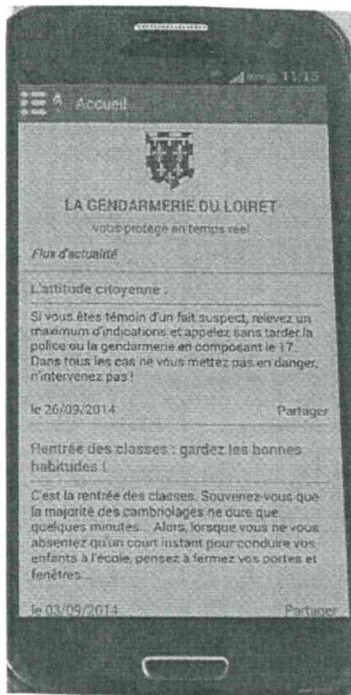 11:15
Accueil
LA GENDARMERIE DU LOIRET
vous protège en temps réel
Flux d'actualité
L'attitude citoyenne :
Si vous êtes témoin d'un fait suspect, relevez un
maximum d'indications et appelez sans tarder la
police ou la gendarmerie en composant le 17.
Dans tous les cas ne vous mettez pas en danger,
n'intervenez pas !
le 26/09/2014 Partager
Rentrée des classes : gardez les bonnes
habitudes !
C'est la rentrée des classes. Souvenez-vous que
la majorité des cambriolages ne dure que
quelques minutes... Alors, lorsque vous ne vous
absentez qu'un court instant pour conduire vos
enfants à l'école, pensez à fermez vos portes et
fenêtres...
le 03/09/2014 Partager